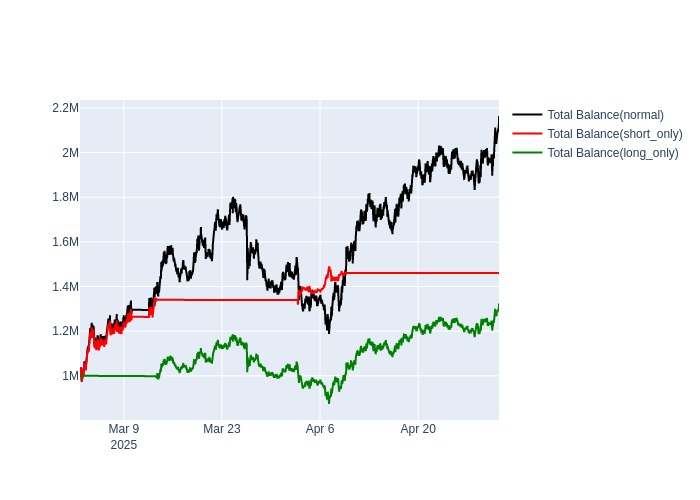 2.2M
2M
1.8M
1.6M
1.4M
1.2M
1M
Mar 9
2025
Mar 23
Apr 6
Apr 20
Total Balance(normal)
Total Balance(short_only)
Total Balance(long_only)